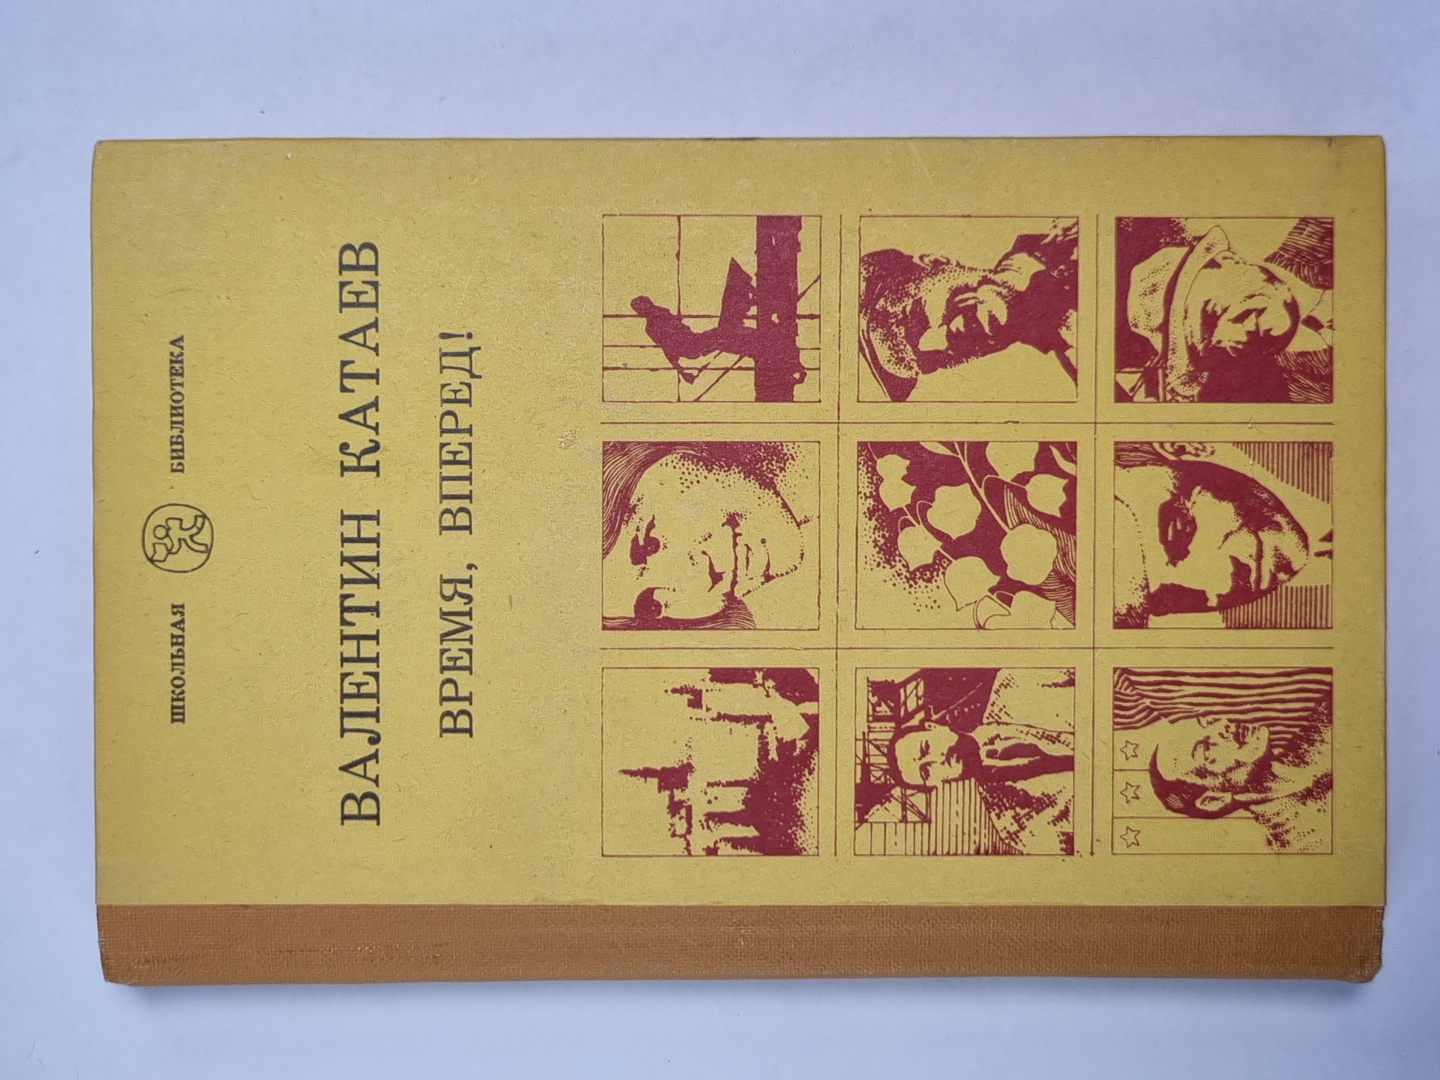 ШКОЛЬНАЯ БИБЛИОТЕКА
ВАЛЕНТИН КАТАЕВ
ВРЕМЯ, ВПЕРЕД!